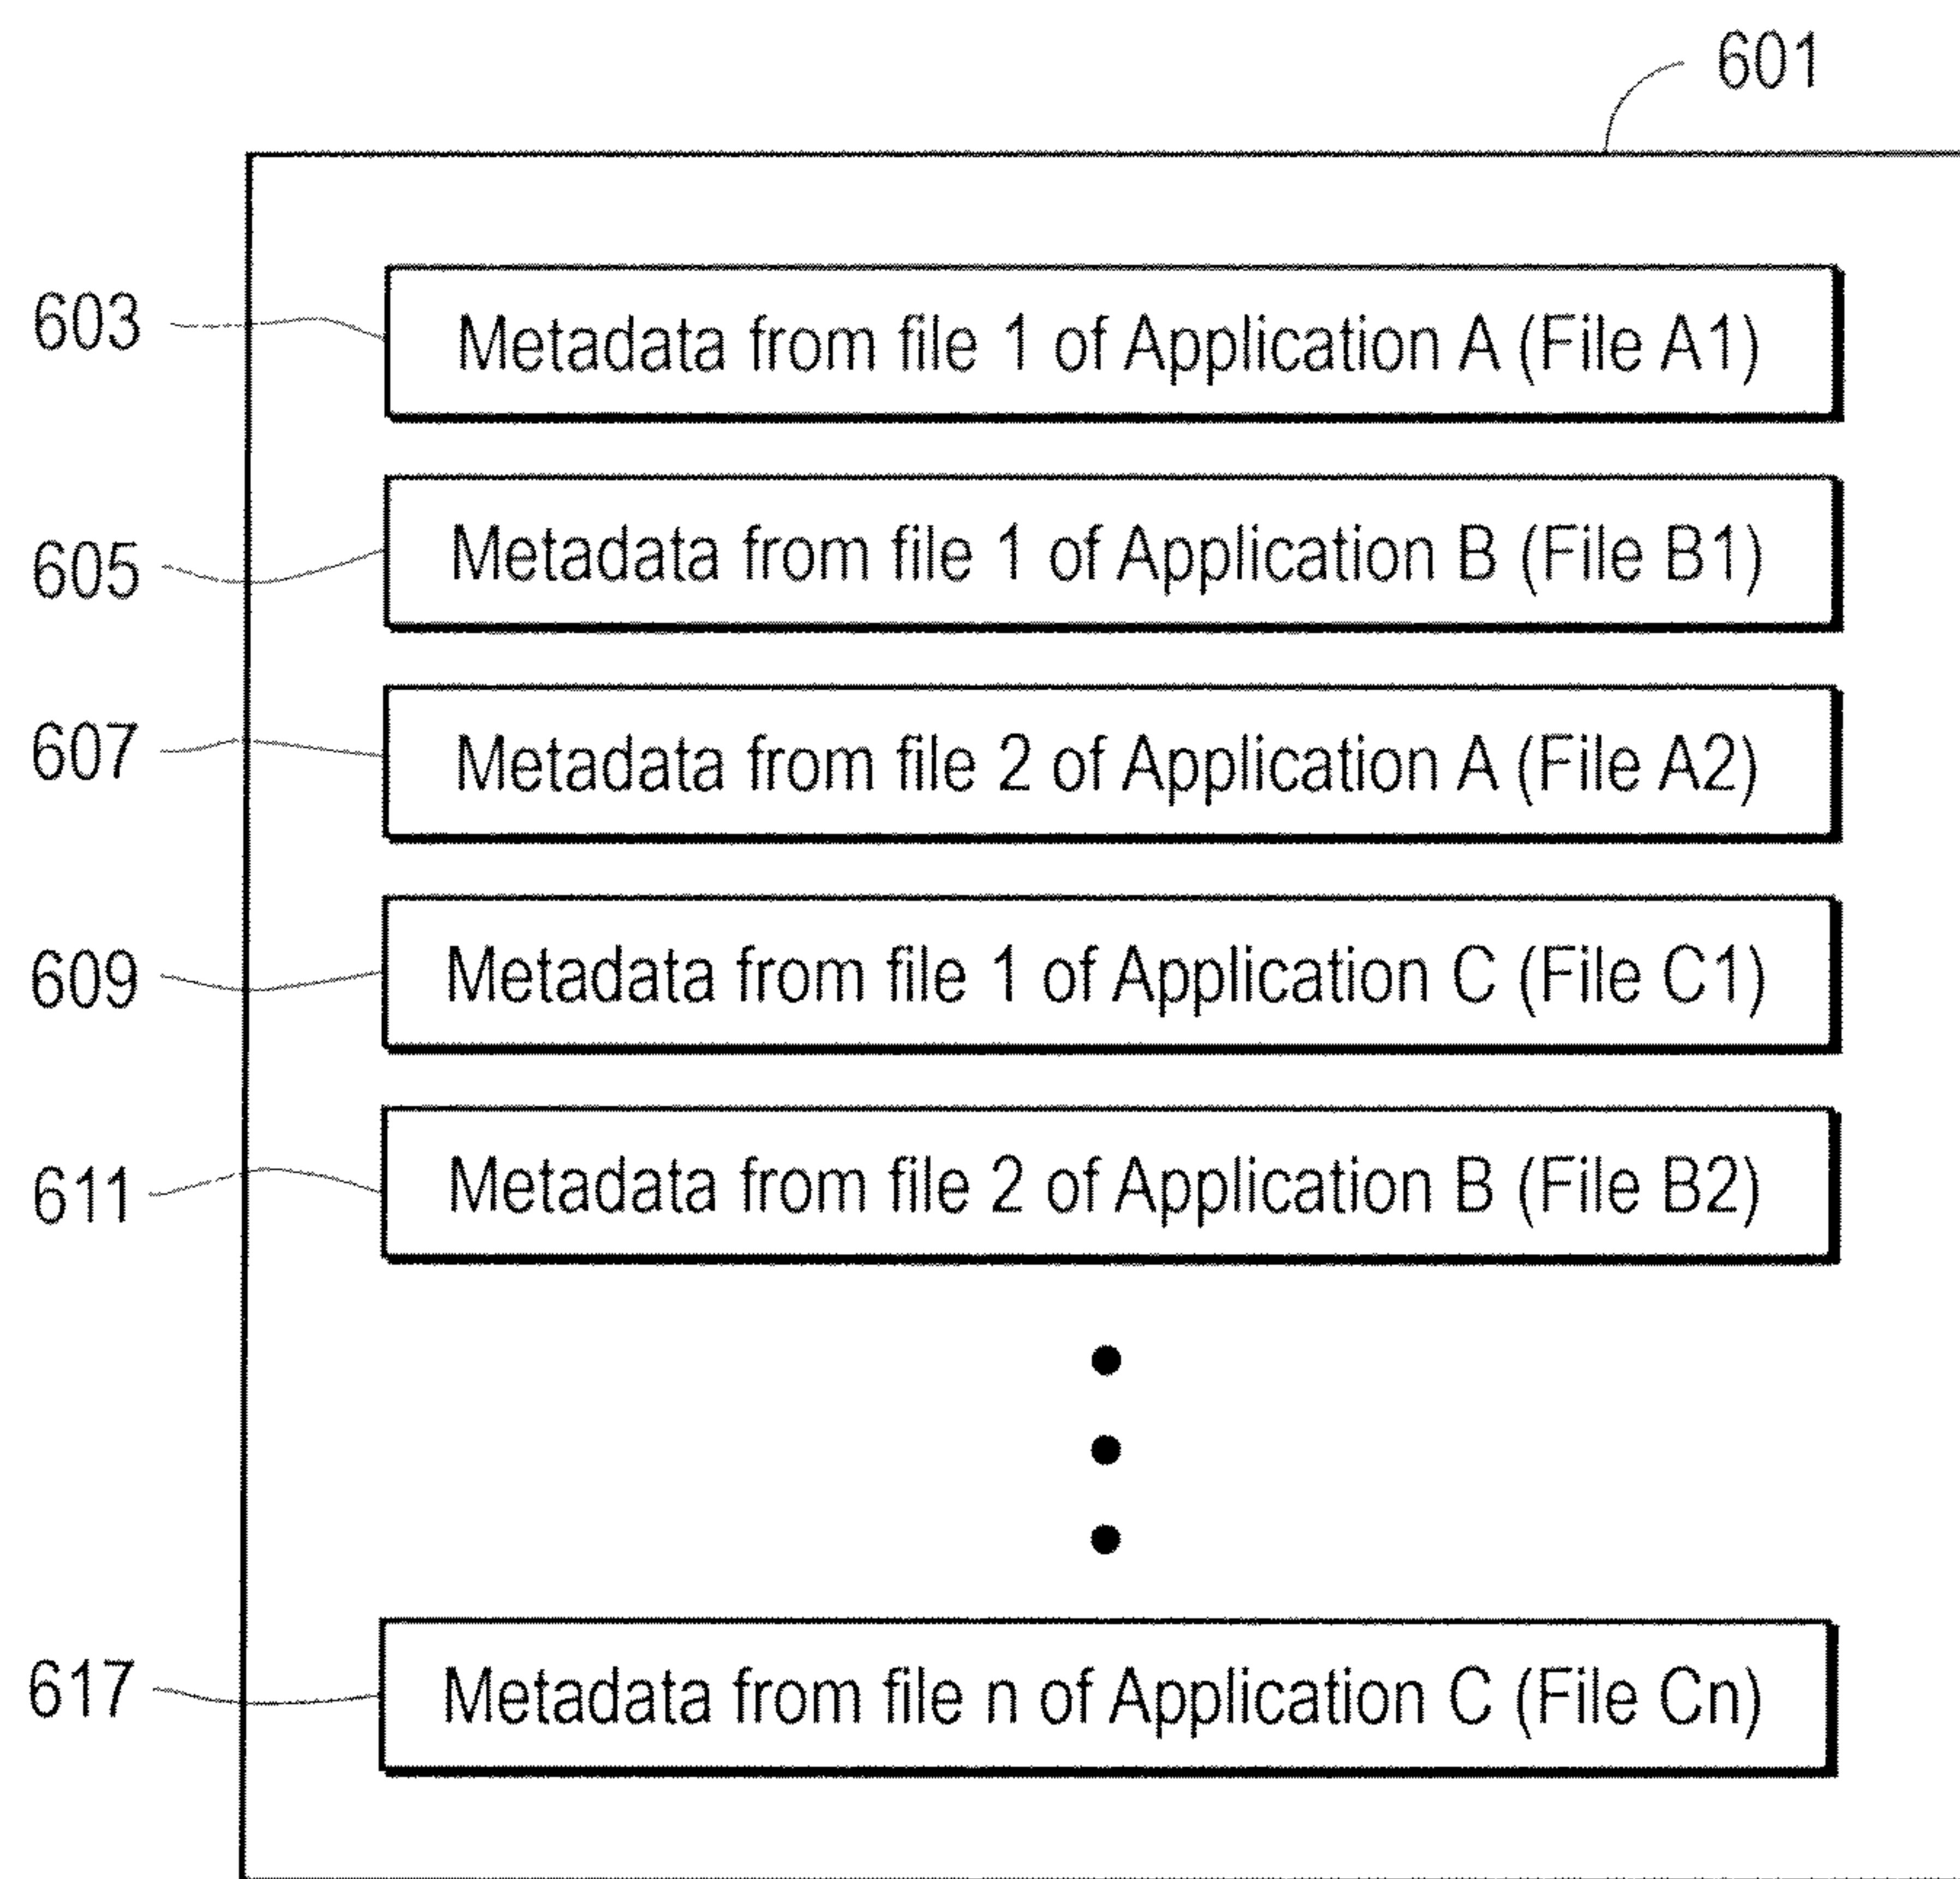 601
603 Metadata from file 1 of Application A (File A1)
605 Metadata from file 1 of Application B (File B1)
607 Metadata from file 2 of Application A (File A2)
609 Metadata from file 1 of Application C (File C1)
611 Metadata from file 2 of Application B (File B2)
617 Metadata from file n of Application C (File Cn)